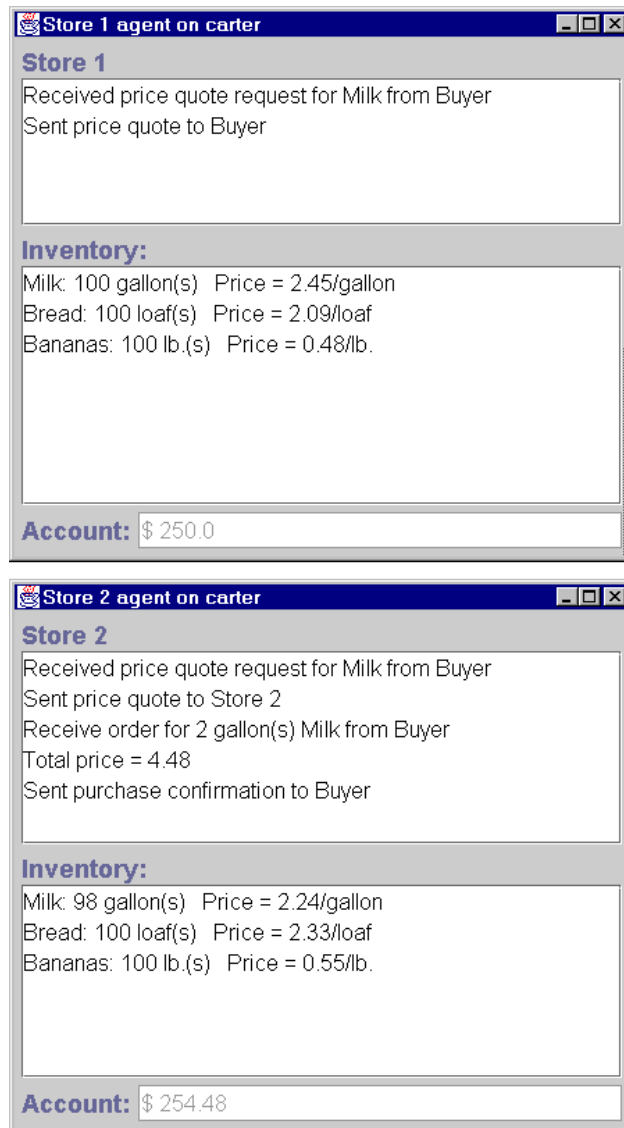 Store 1 agent on carter
Store 1
Received price quote request for Milk from Buyer
Sent price quote to Buyer
Inventory:
Milk: 100 gallon(s) Price = 2.45/gallon
Bread: 100 loaf(s) Price = 2.09/loaf
Bananas: 100 lb.(s) Price = 0.48/lb.
Account: $ 250.0
Store 2 agent on carter
Store 2
Received price quote request for Milk from Buyer
Sent price quote to Store 2
Receive order for 2 gallon(s) Milk from Buyer
Total price = 4.48
Sent purchase confirmation to Buyer
Inventory:
Milk: 98 gallon(s) Price = 2.24/gallon
Bread: 100 loaf(s) Price = 2.33/loaf
Bananas: 100 lb.(s) Price = 0.55/lb.
Account: $ 254.48